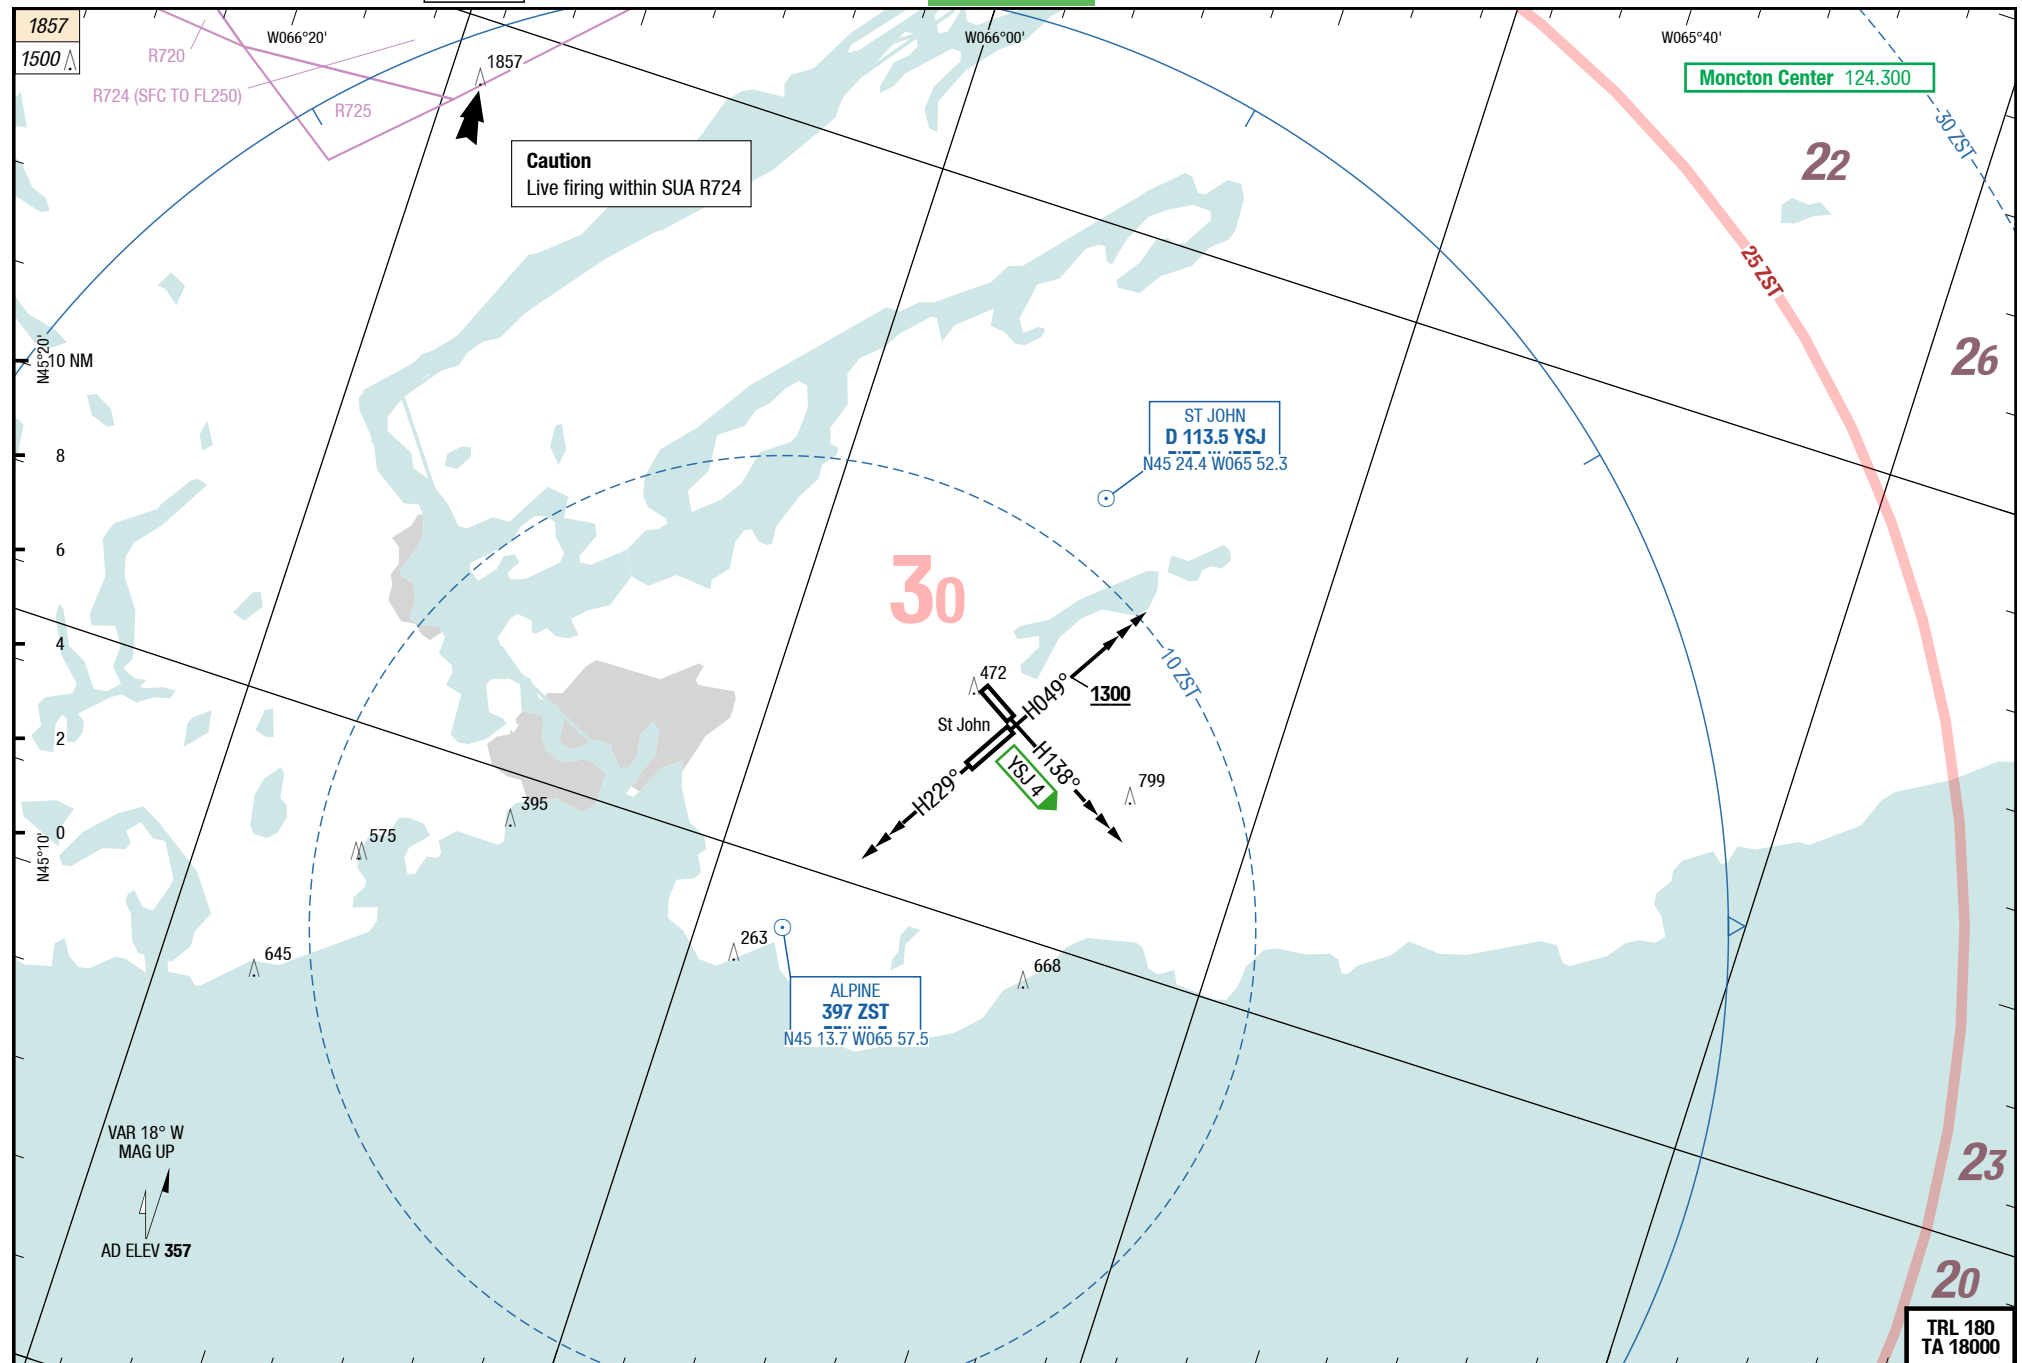 1857
1500
W066°20'
W066°00'
W065°40'
R720
R724 (SFC TO FL250)
R725
1857
Moncton Center 124.300
30 ZST
22
Caution
Live firing within SUA R724
25 ZST
26
N45°20'
10 NM
8
6
4
2
0
N45°10'
ST JOHN
D 113.5 YSJ
N45 24.4 W065 52.3
30
10 ZST
472
St John
H049°
1300
H138°
YSJ 4
H229°
799
395
575
645
263
668
ALPINE
397 ZST
N45 13.7 W065 57.5
VAR 18° W
MAG UP
AD ELEV 357
23
20
TRL 180
TA 18000